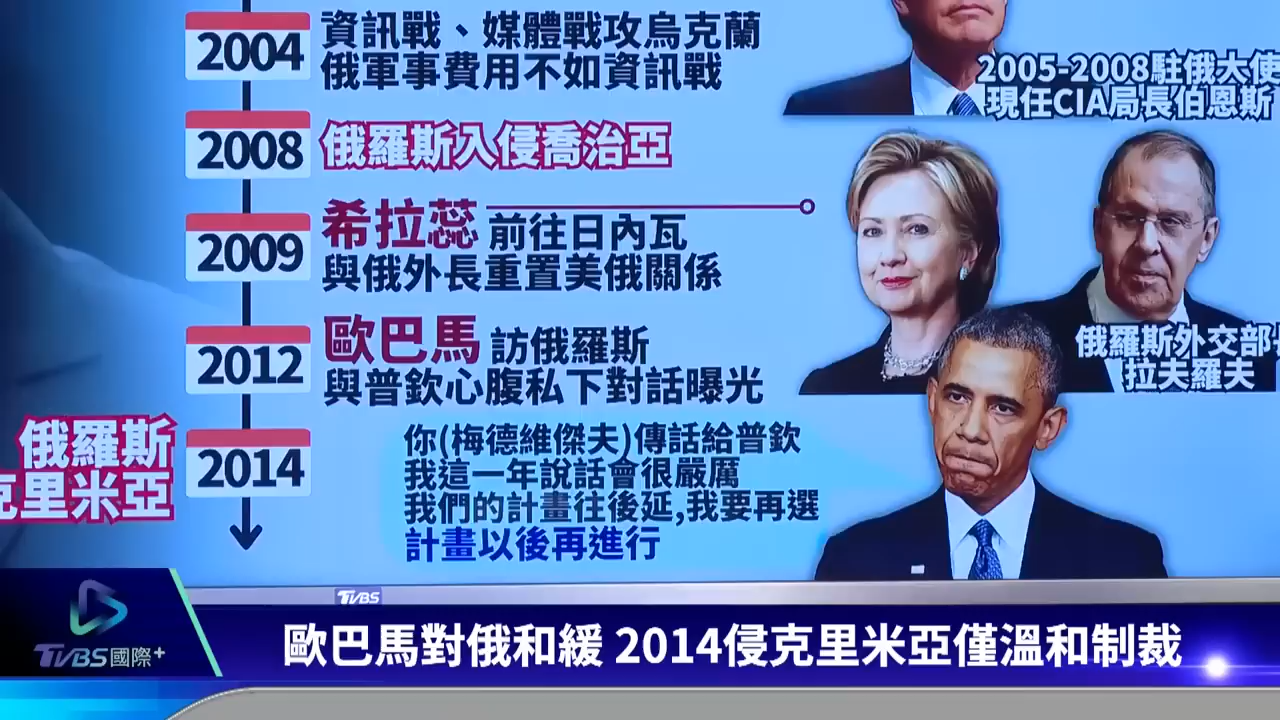 2004
資訊戰、媒體戰攻烏克蘭
俄軍事費用不如資訊戰
2005-2008駐俄大使
現任CIA局長伯恩斯
2008
俄羅斯入侵喬治亞
2009
希拉蕊 前往日內瓦
與俄外長重置美俄關係
俄羅斯外交部
拉夫羅夫
2012
歐巴馬 訪俄羅斯
與普欽心腹私下對話曝光
俄羅斯
克里米亞
2014
你(梅德維傑夫)傳話給普欽
我這一年說話會很嚴厲
我們的計畫往後延,我要再選
計畫以後再進行
TVBS
TVBS國際+
歐巴馬對俄和緩 2014侵克里米亞僅溫和制裁